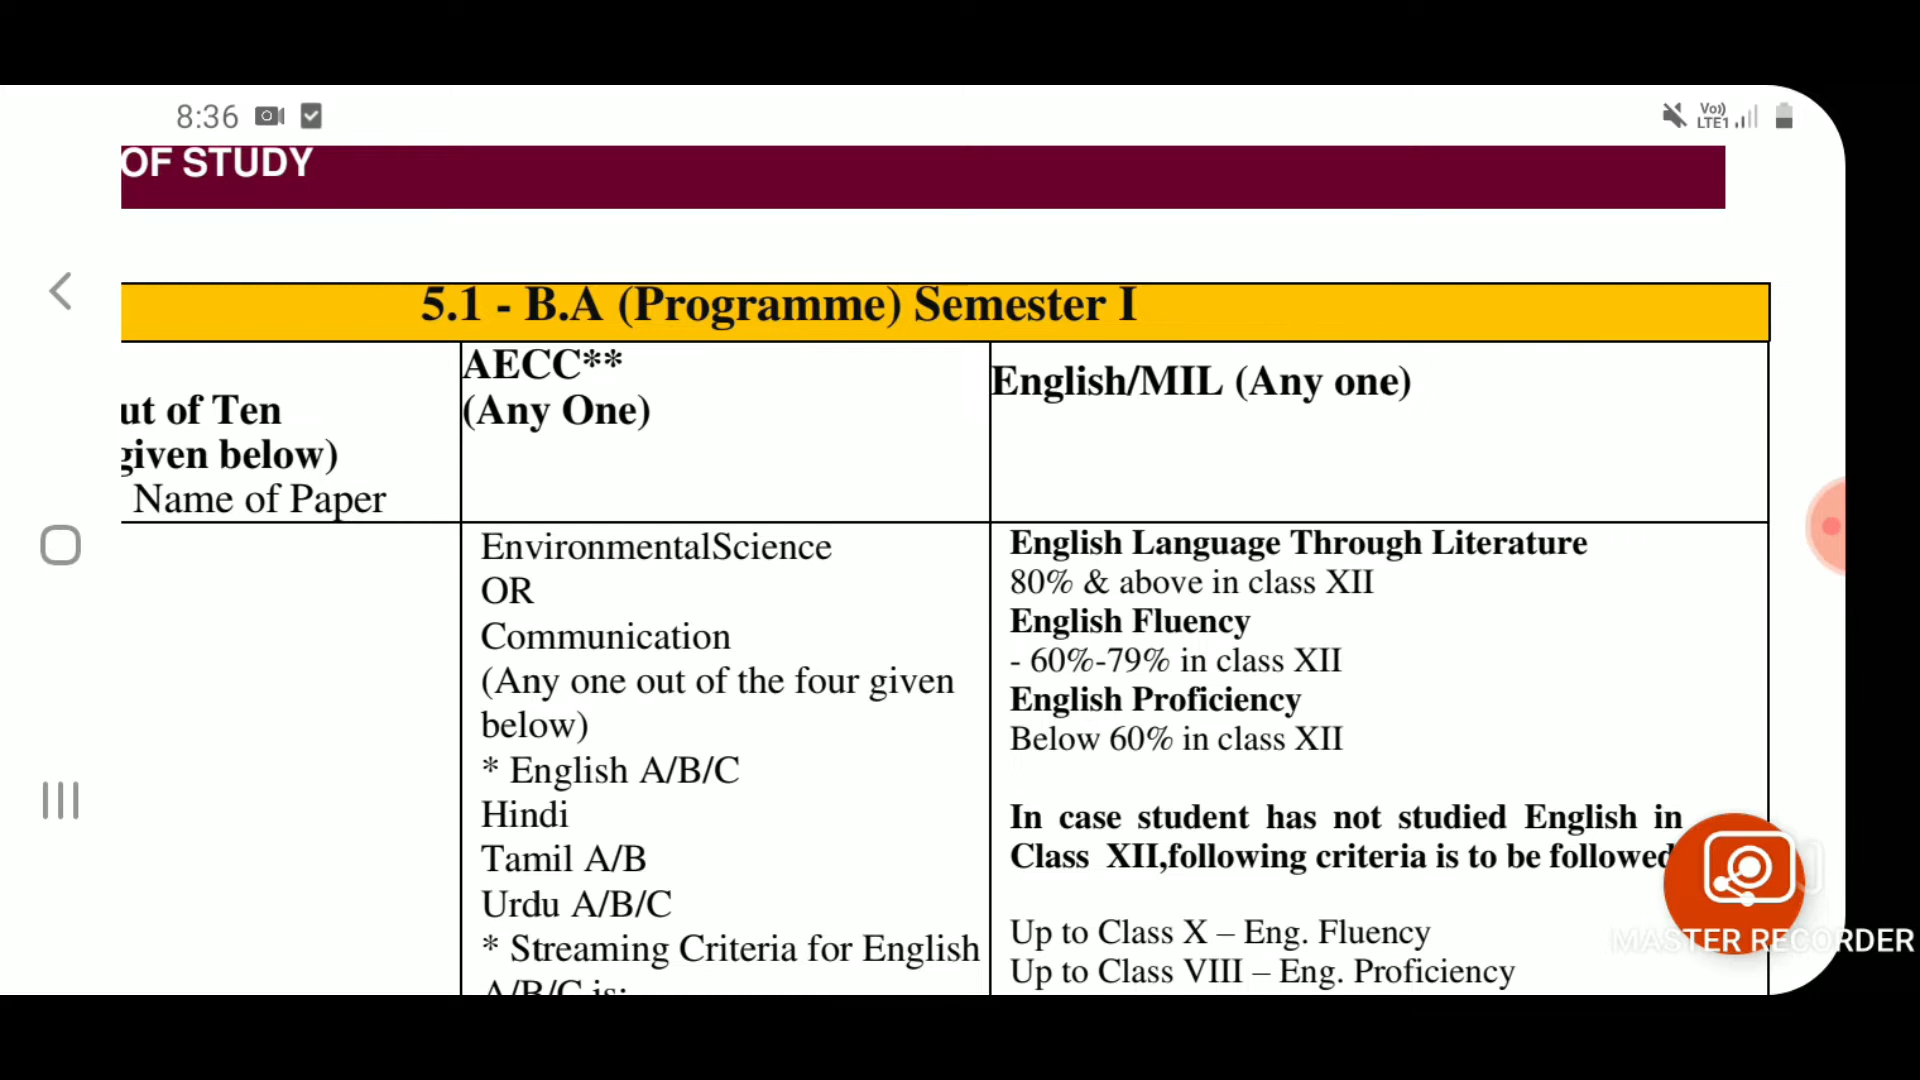 8:36
Vo)) LTE1
OF STUDY
5.1 - B.A (Programme) Semester I
ut of Ten
given below)
Name of Paper
AECC**
(Any One)
English/MIL (Any one)
EnvironmentalScience
OR
Communication
(Any one out of the four given
below)
* English A/B/C
Hindi
Tamil A/B
Urdu A/B/C
* Streaming Criteria for English
A/B/C is:
English Language Through Literature
80% & above in class XII
English Fluency
- 60%-79% in class XII
English Proficiency
Below 60% in class XII
In case student has not studied English in
Class XII,following criteria is to be followed
Up to Class X – Eng. Fluency
Up to Class VIII – Eng. Proficiency
MASTER RECORDER